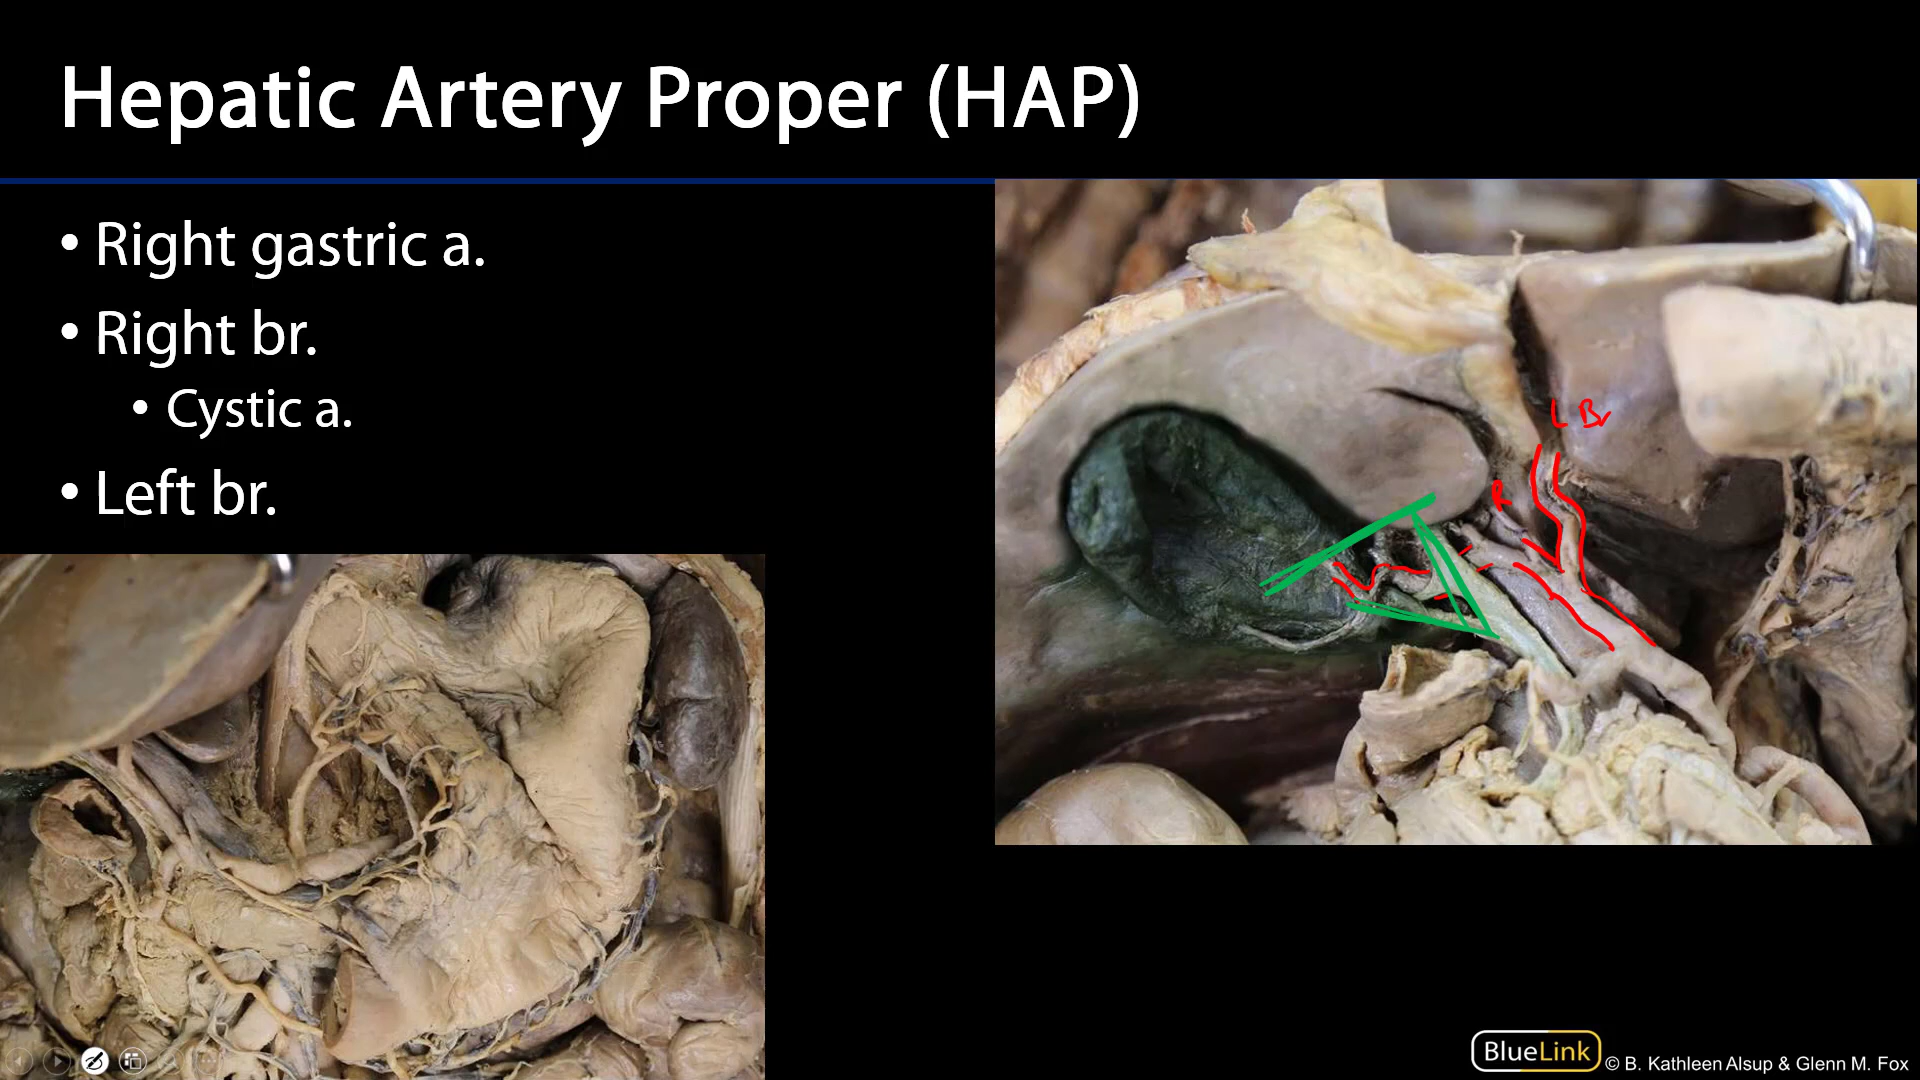 Hepatic Artery Proper (HAP)
• Right gastric a.
• Right br.
• Cystic a.
• Left br.
L Br
R
BlueLink © B. Kathleen Alsup & Glenn M. Fox